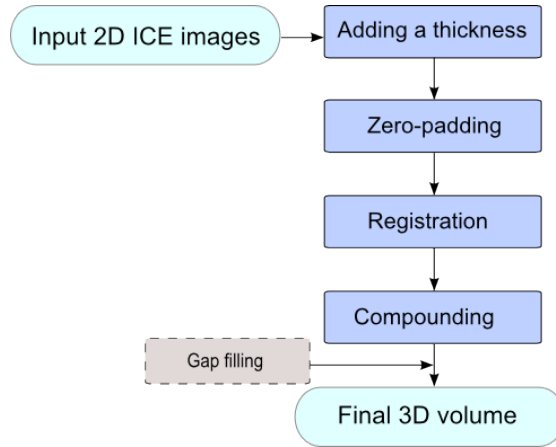 Input 2D ICE images
Adding a thickness
Zero-padding
Registration
Compounding
Gap filling
Final 3D volume